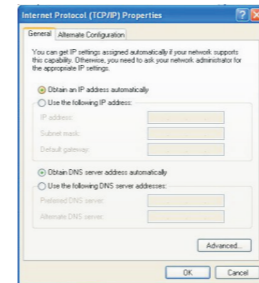 Internet Protocol (TCP/IP) Properties
General Alternate Configuration
You can get IP settings assigned automatically if your network supports
this capability. Otherwise, you need to ask your network administrator for
the appropriate IP settings.
Obtain an IP address automatically
Use the following IP address:
IP address:
Subnet mask:
Default gateway:
Obtain DNS server address automatically
Use the following DNS server addresses:
Preferred DNS server:
Alternate DNS server:
Advanced...
OK Cancel